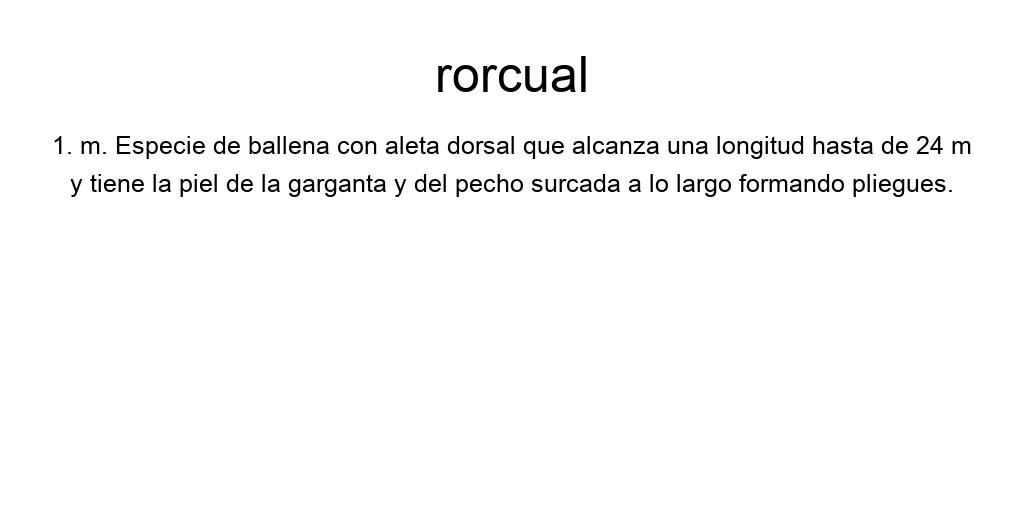 rorcual
1. m. Especie de ballena con aleta dorsal que alcanza una longitud hasta de 24 m
y tiene la piel de la garganta y del pecho surcada a lo largo formando pliegues.